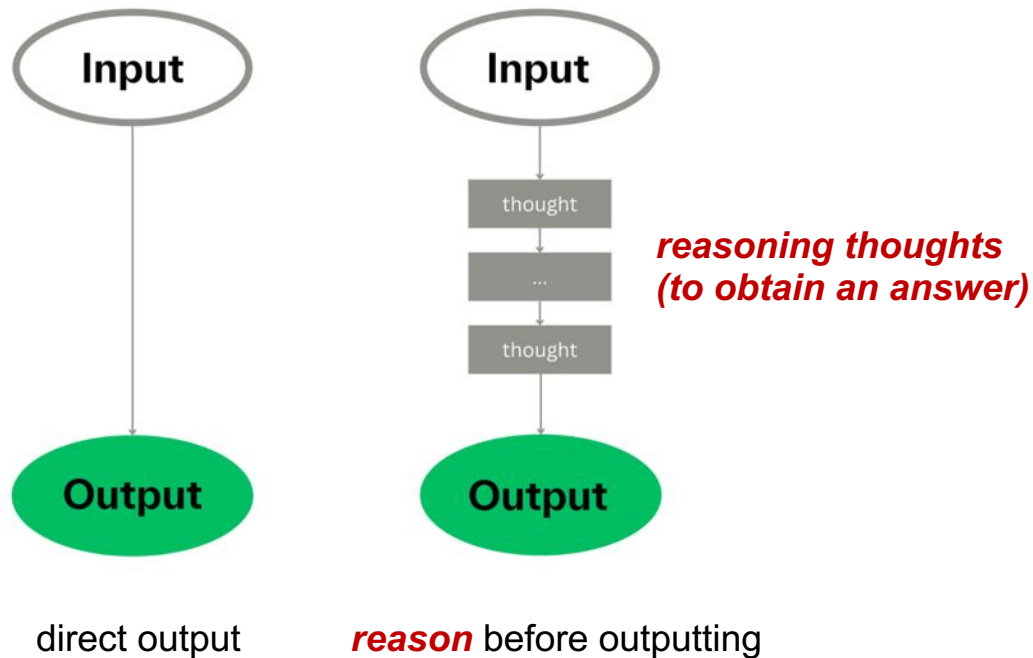 Input
Output
direct output
Input
thought
...
thought
Output
reasoning thoughts
(to obtain an answer)
reason before outputting